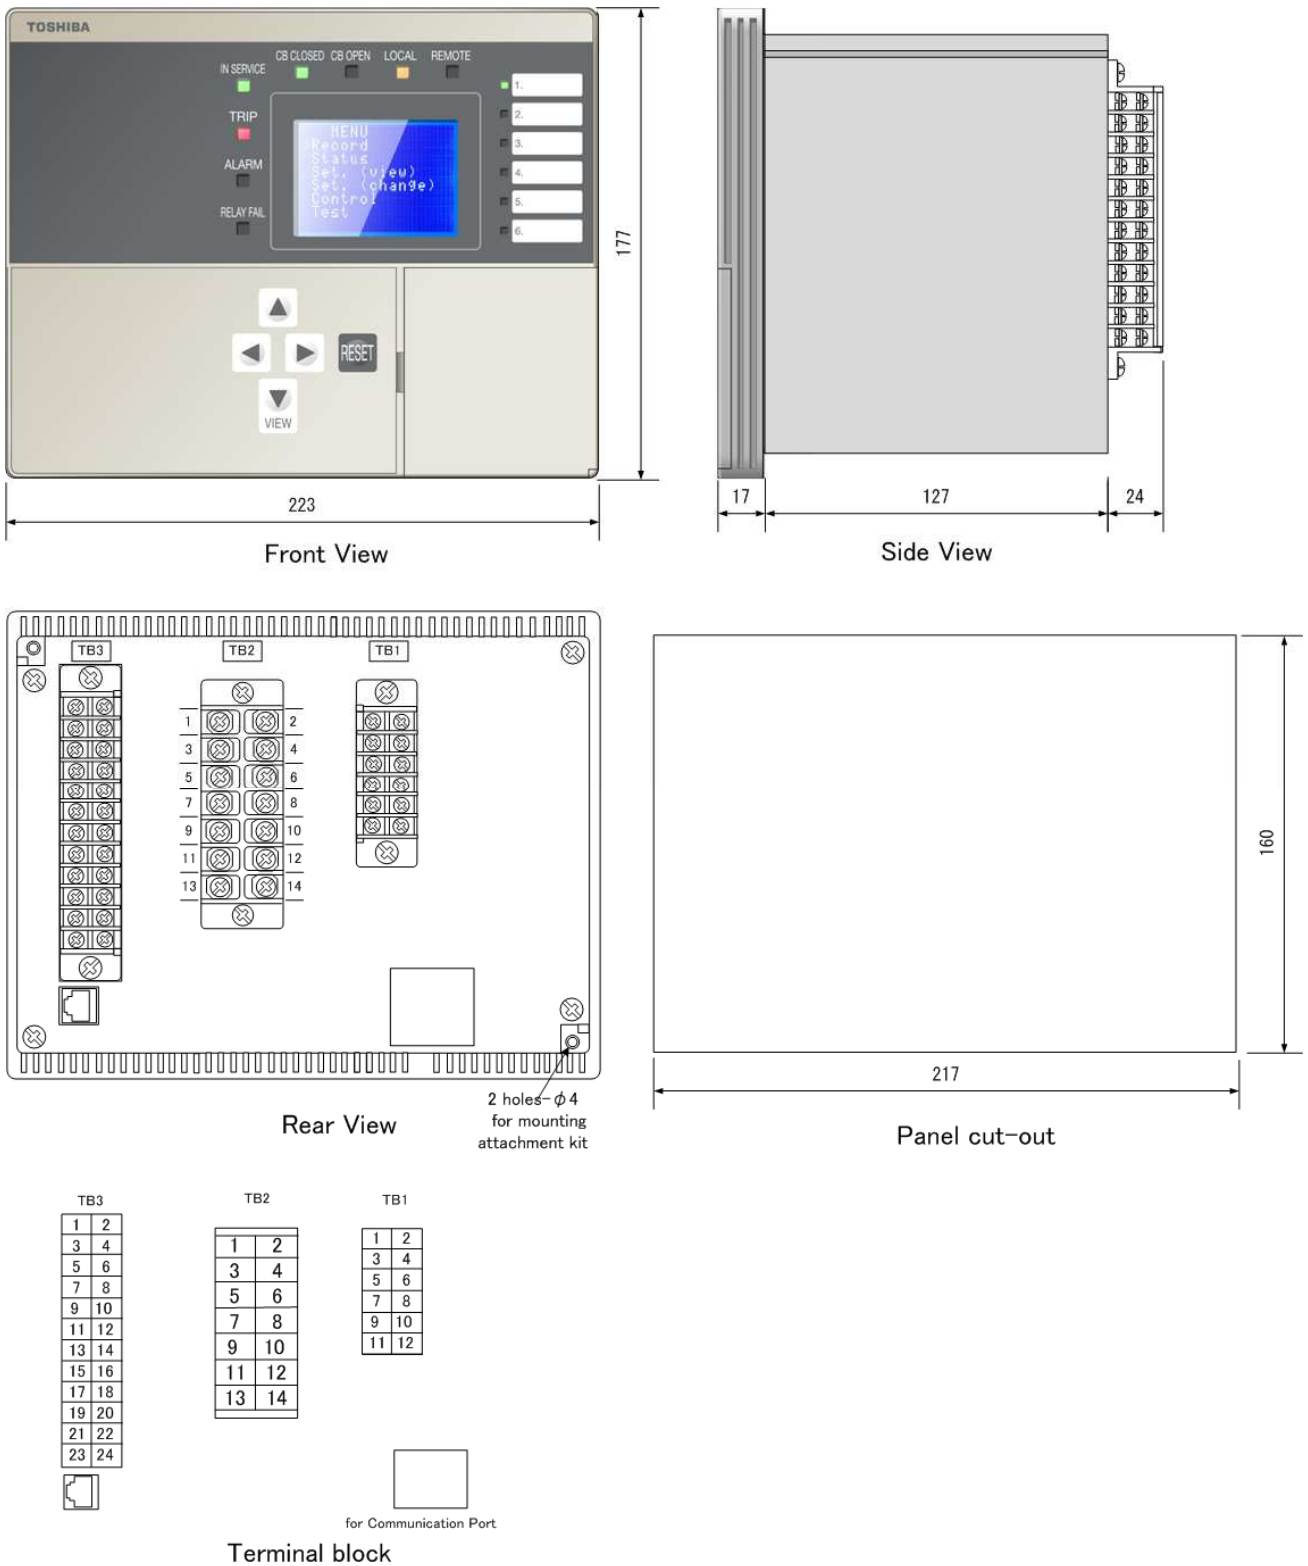 TOSHIBA
CB CLOSED CB OPEN LOCAL REMOTE
IN SERVICE
TRIP
ALARM
RELAY FAIL
MENU
Record
Status
Set. (view)
Set. (change)
Control
Test
1.
2.
3.
4.
5.
6.
RESET
VIEW
177
223
Front View
17 127 24
Side View
TB3 TB2 TB1
1 2
3 4
5 6
7 8
9 10
11 12
13 14
2 holes-φ4
for mounting
attachment kit
Rear View
160
217
Panel cut-out
TB3
1 2
3 4
5 6
7 8
9 10
11 12
13 14
15 16
17 18
19 20
21 22
23 24
TB2
1 2
3 4
5 6
7 8
9 10
11 12
13 14
TB1
1 2
3 4
5 6
7 8
9 10
11 12
for Communication Port
Terminal block